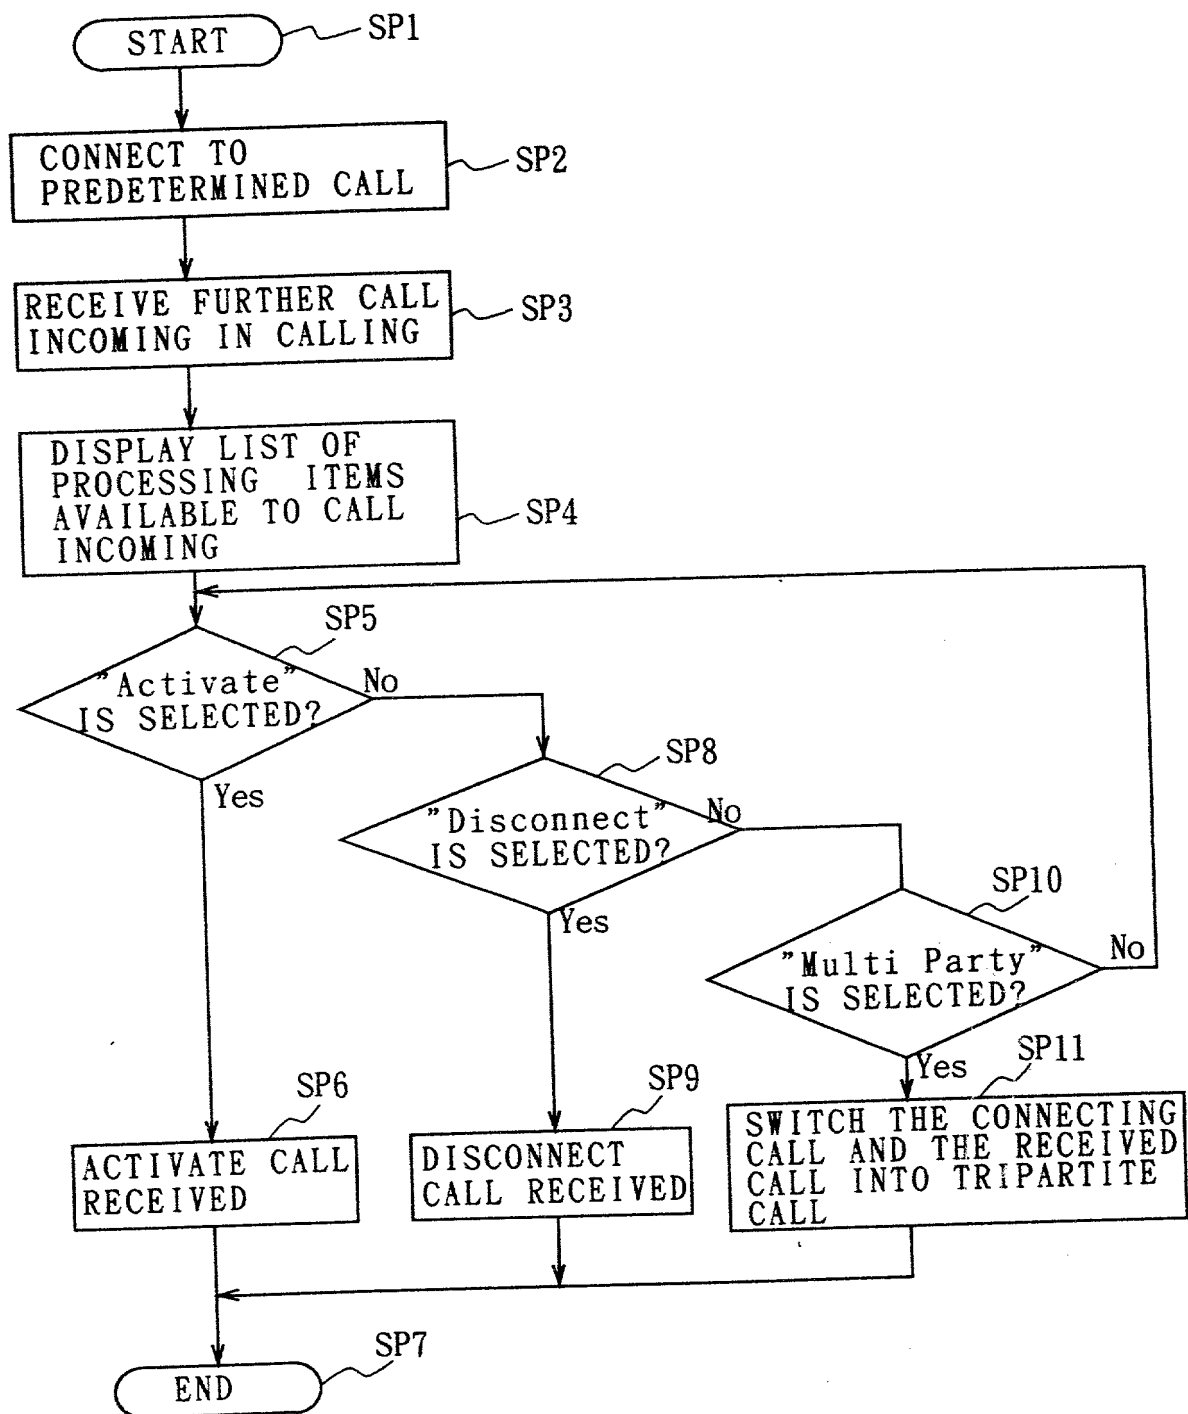 START
SP1
CONNECT TO
PREDETERMINED CALL
SP2
RECEIVE FURTHER CALL
INCOMING IN CALLING
SP3
DISPLAY LIST OF
PROCESSING ITEMS
AVAILABLE TO CALL
INCOMING
SP4
SP5
"Activate"
IS SELECTED?
No
Yes
SP8
"Disconnect"
IS SELECTED?
No
Yes
SP10
"Multi Party"
IS SELECTED?
No
Yes
SP6
ACTIVATE CALL
RECEIVED
SP9
DISCONNECT
CALL RECEIVED
SP11
SWITCH THE CONNECTING
CALL AND THE RECEIVED
CALL INTO TRIPARTITE
CALL
SP7
END